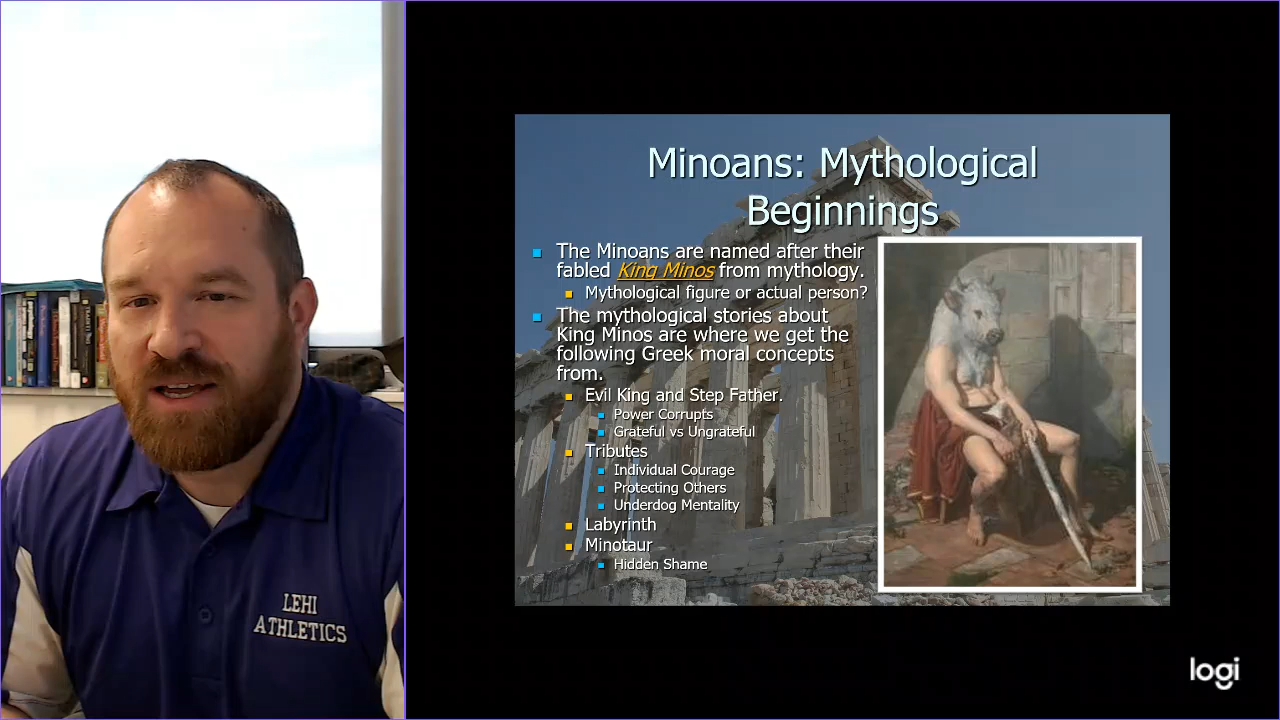 Minoans: Mythological
Beginnings
The Minoans are named after their
fabled King Minos from mythology.
Mythological figure or actual person?
The mythological stories about
King Minos are where we get the
following Greek moral concepts
from.
Evil King and Step Father.
Power Corrupts
Grateful vs Ungrateful
Tributes
Individual Courage
Protecting Others
Underdog Mentality
Labyrinth
Minotaur
Hidden Shame
LEHI
ATHLETICS
logi